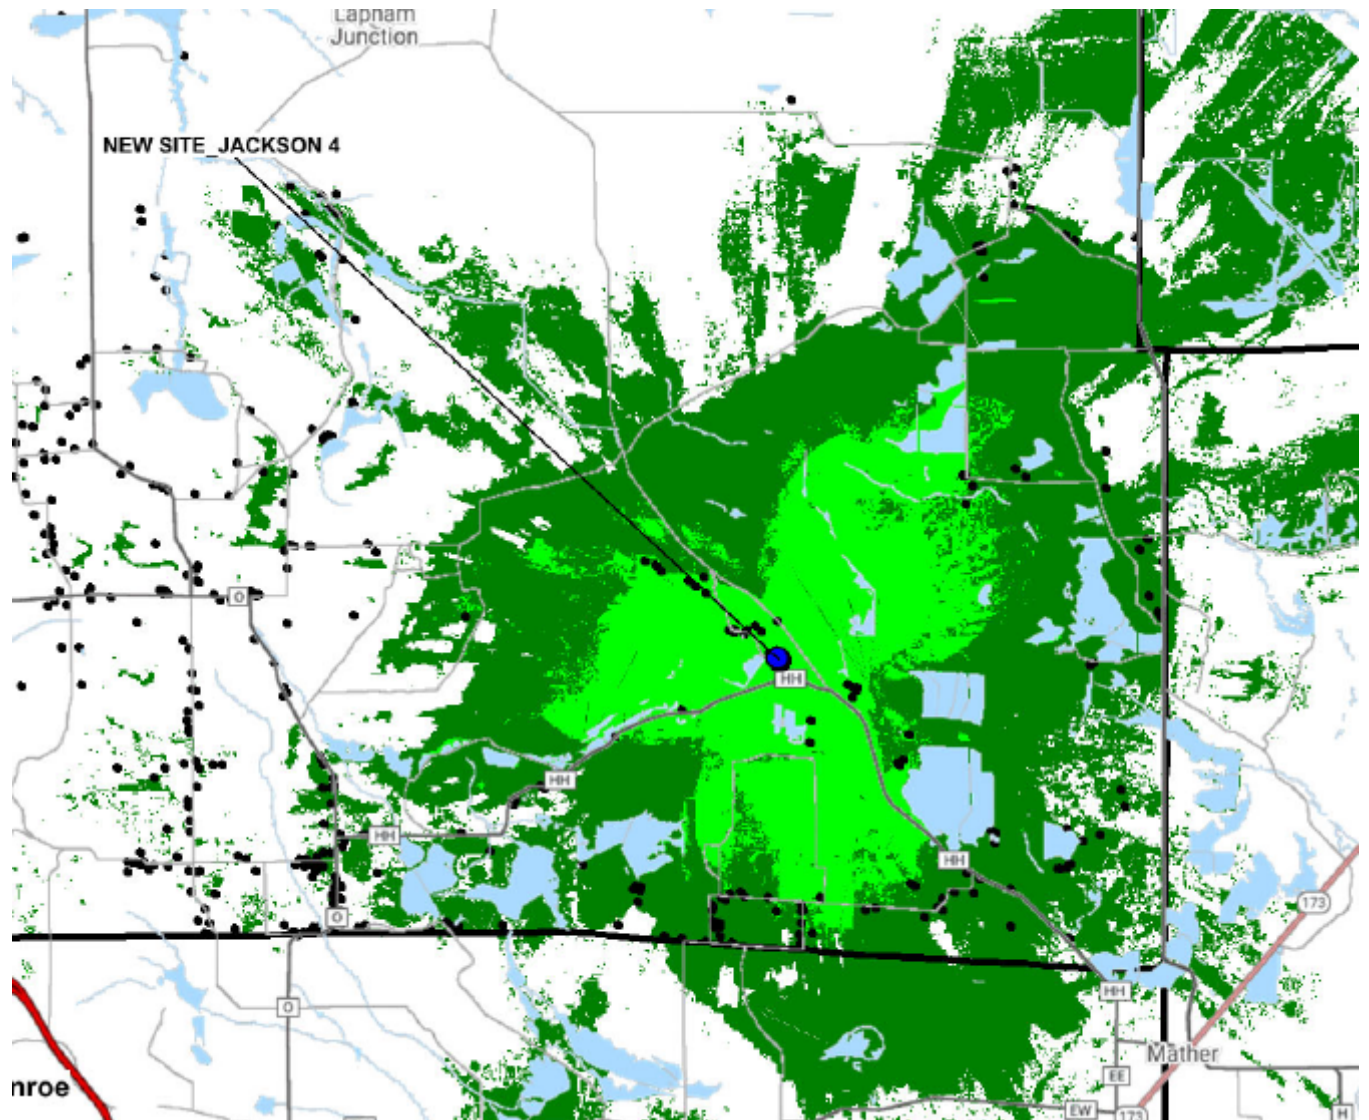 Lapham
Junction
NEW SITE_JACKSON 4
O
HH
HH
HH
HH
O
173
O
HH
Mather
nroe
EE
EW
173
H